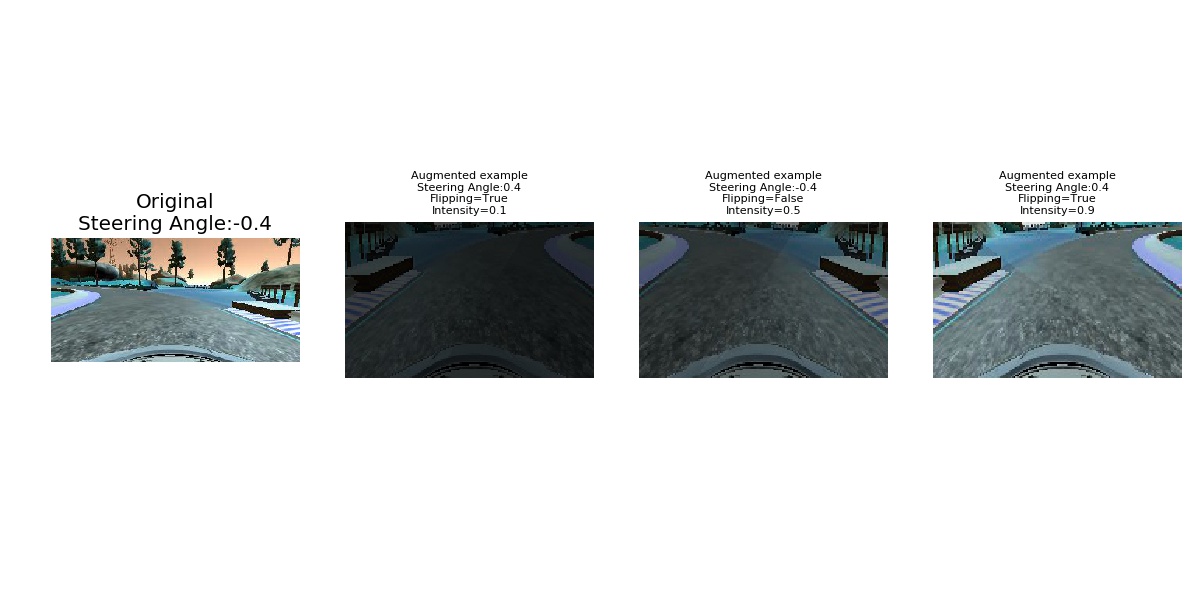 Original
Steering Angle:-0.4
Augmented example
Steering Angle:0.4
Flipping=True
Intensity=0.1
Augmented example
Steering Angle:-0.4
Flipping=False
Intensity=0.5
Augmented example
Steering Angle:0.4
Flipping=True
Intensity=0.9